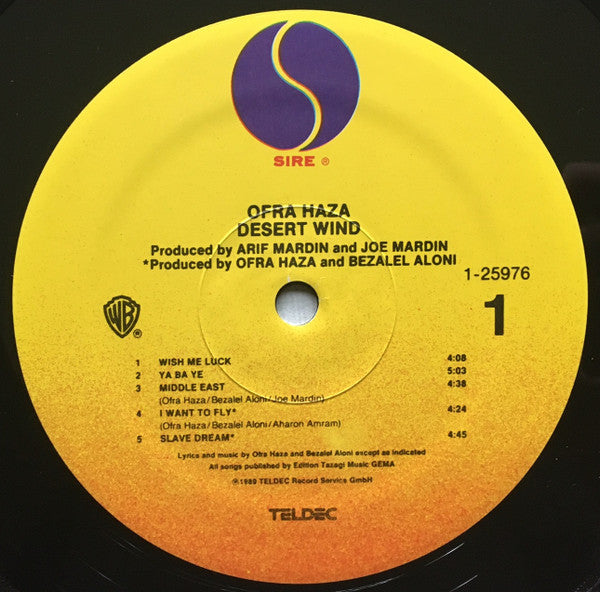 SIRE ®
OFRA HAZA
DESERT WIND
Produced by ARIF MARDIN and JOE MARDIN
*Produced by OFRA HAZA and BEZALEL ALONI
1-25976
WB ®
1
1 WISH ME LUCK 4:08
2 YA BA YE 5:03
3 MIDDLE EAST 4:38
(Ofra Haza/Bezalel Aloni/Joe Mardin)
4 I WANT TO FLY* 4:24
(Ofra Haza/Bezalel Aloni/Aharon Amram)
5 SLAVE DREAM* 4:45
Lyrics and music by Ofra Haza and Bezalel Aloni except as indicated
All songs published by Edition Tazagi Music GEMA
℗1989 TELDEC Record Service GmbH
TELDEC